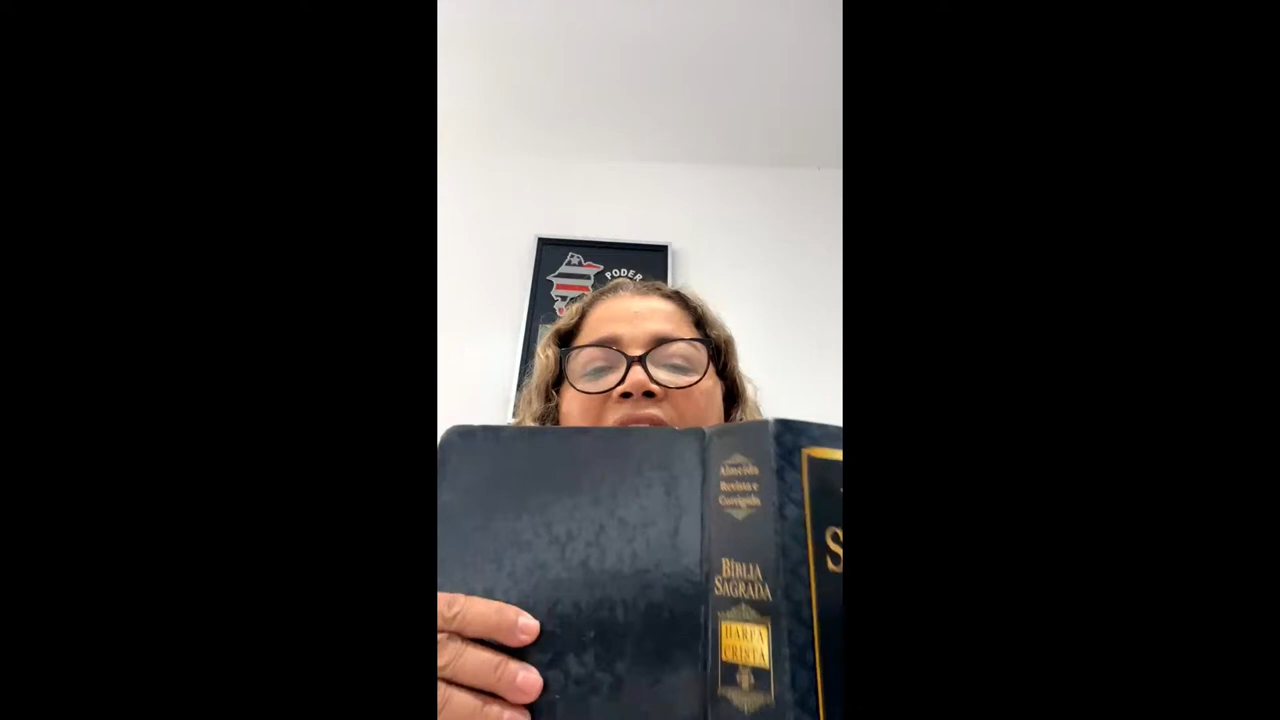 PODER
Almeida
Revista e
Corrigida
BÍBLIA
SAGRADA
HARPA
CRISTÃ
S